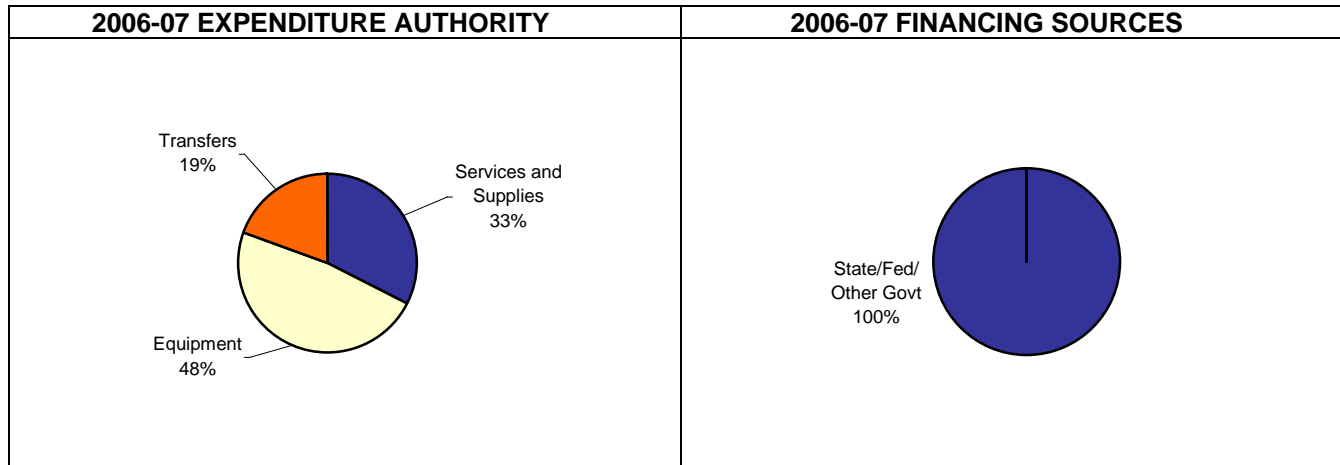 2006-07 EXPENDITURE AUTHORITY
2006-07 FINANCING SOURCES
Transfers
19%
Services and
Supplies
33%
Equipment
48%
State/Fed/
Other Govt
100%